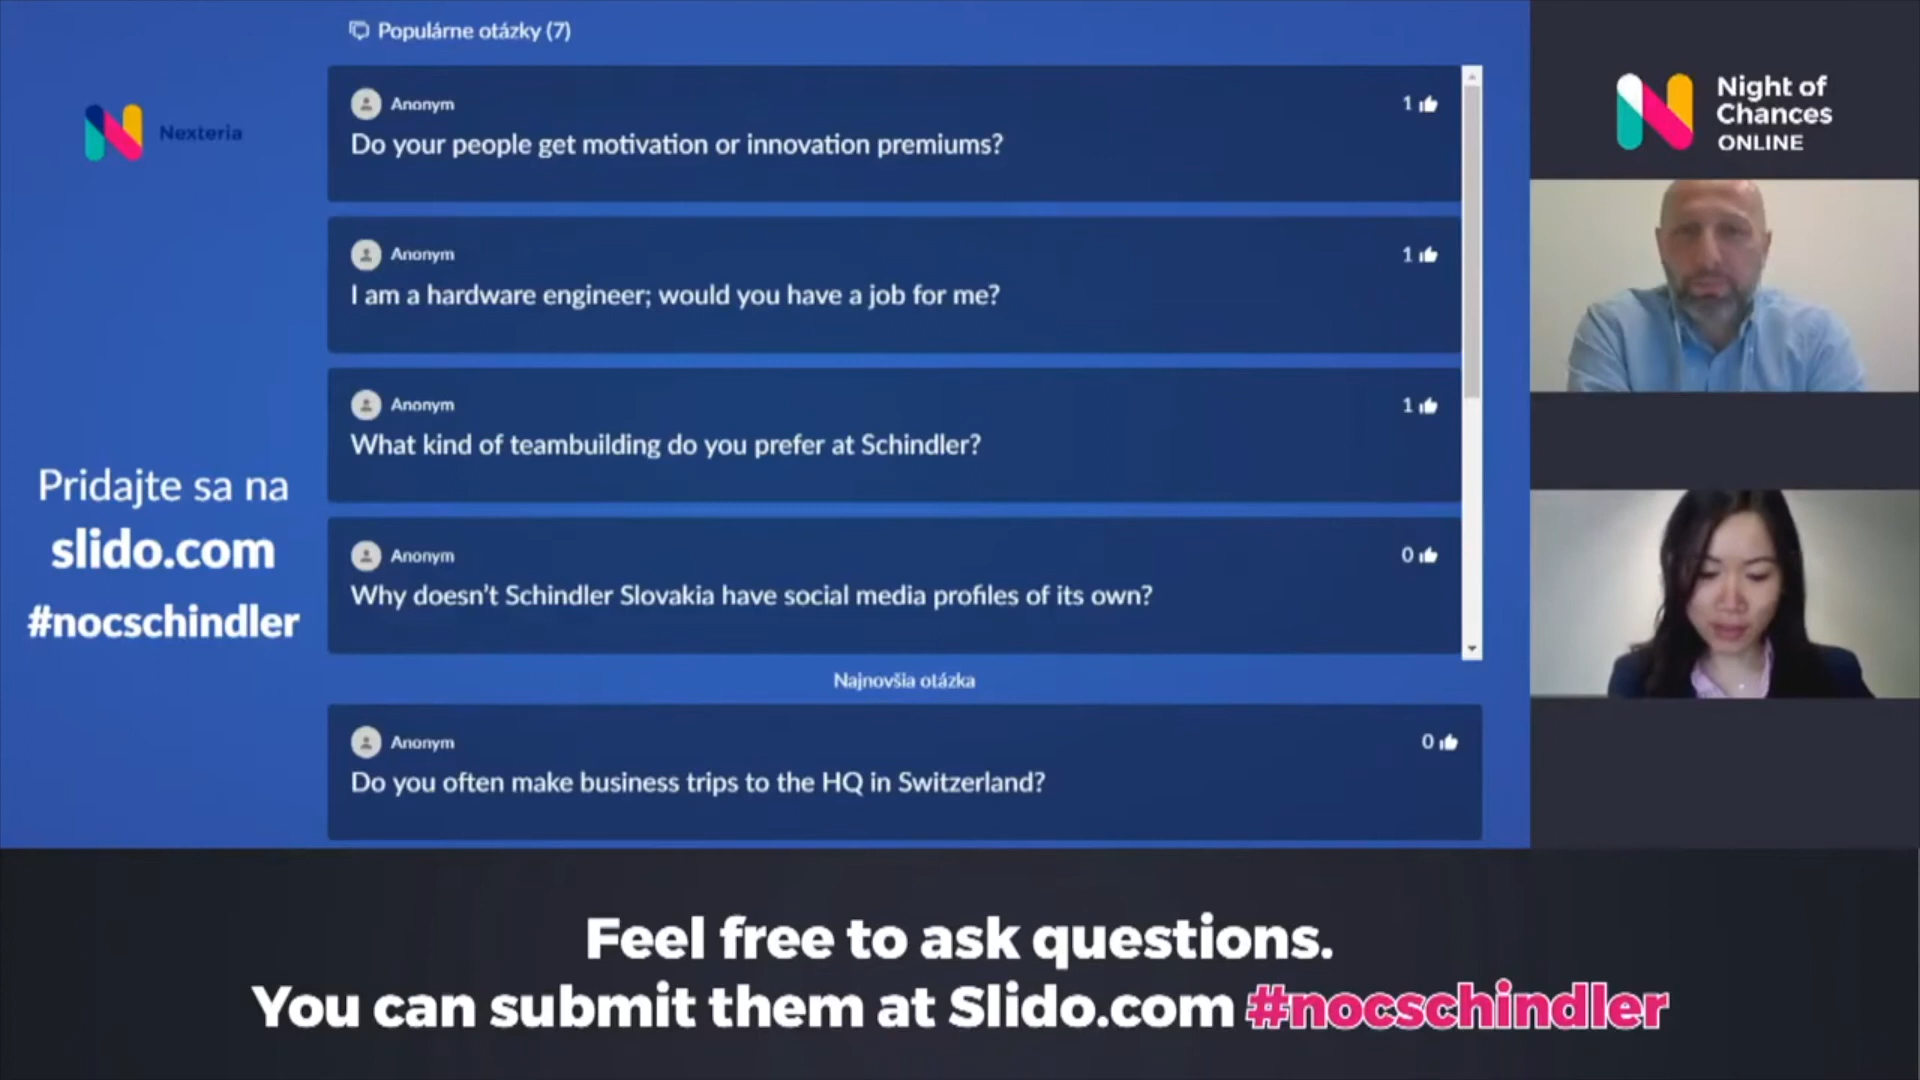 Populárne otázky (7)
Nexteria
Anonym
1
Do your people get motivation or innovation premiums?
Anonym
1
I am a hardware engineer; would you have a job for me?
Anonym
1
What kind of teambuilding do you prefer at Schindler?
Anonym
0
Why doesn't Schindler Slovakia have social media profiles of its own?
Najnovšia otázka
Anonym
0
Do you often make business trips to the HQ in Switzerland?
Pridajte sa na
slido.com
#nocschindler
Night of
Chances
ONLINE
Feel free to ask questions.
You can submit them at Slido.com #nocschindler